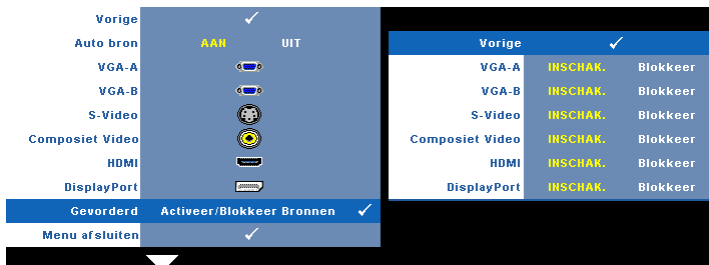 Vorige ✓
Auto bron AAN UIT
VGA-A
VGA-B
S-Video
Composiet Video
HDMI
DisplayPort
Gevorderd Activeer/Blokkeer Bronnen ✓
Menu afsluiten ✓
Vorige ✓
VGA-A INSCHAK. Blokkeer
VGA-B INSCHAK. Blokkeer
S-Video INSCHAK. Blokkeer
Composiet Video INSCHAK. Blokkeer
HDMI INSCHAK. Blokkeer
DisplayPort INSCHAK. Blokkeer